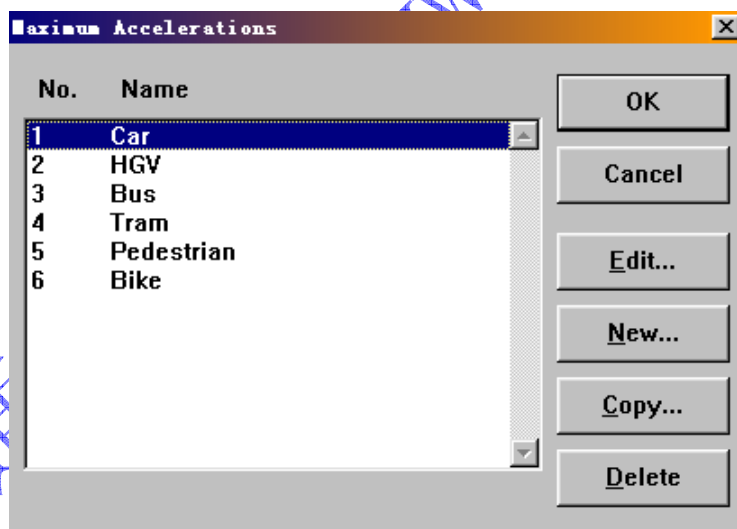 Maximum Accelerations
No. Name
1 Car
2 HGV
3 Bus
4 Tram
5 Pedestrian
6 Bike
OK
Cancel
Edit...
New...
Copy...
Delete